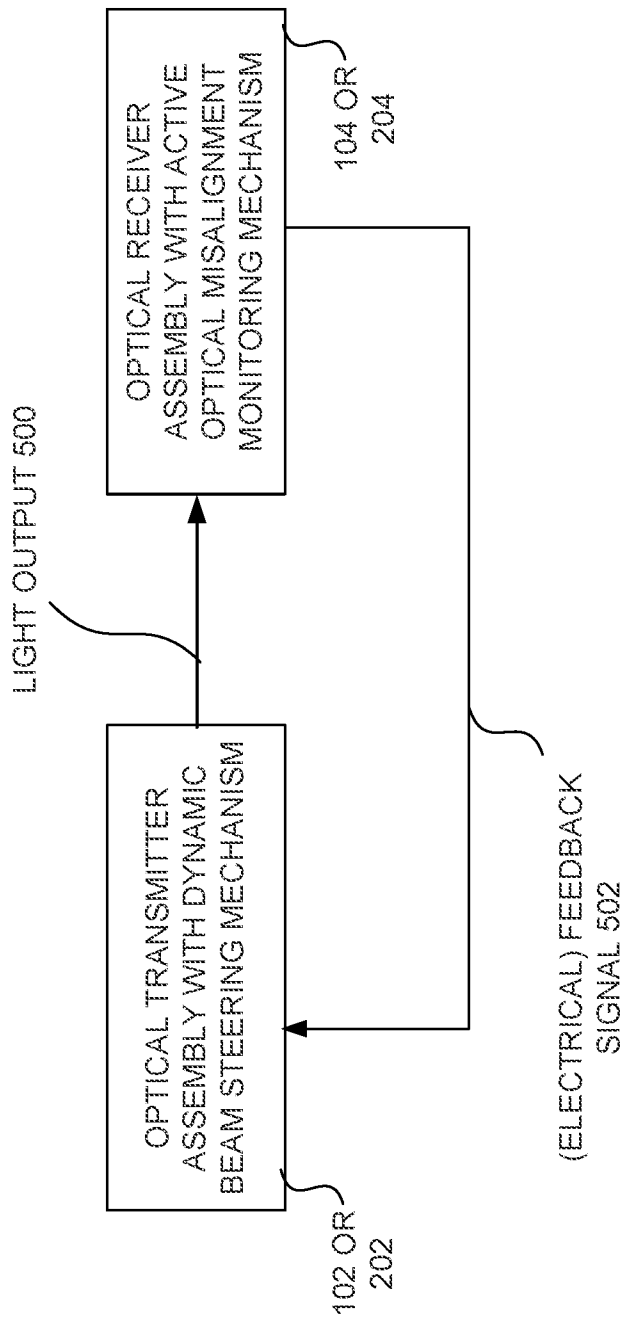 LIGHT OUTPUT 500
OPTICAL TRANSMITTER
ASSEMBLY WITH DYNAMIC
BEAM STEERING MECHANISM
102 OR
202
OPTICAL RECEIVER
ASSEMBLY WITH ACTIVE
OPTICAL MISALIGNMENT
MONITORING MECHANISM
104 OR
204
(ELECTRICAL) FEEDBACK
SIGNAL 502